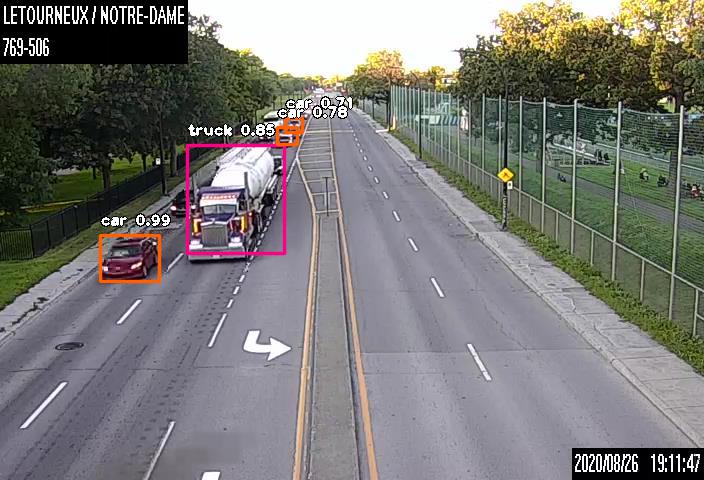 LETOURNEUX / NOTRE-DAME
769-506
car 0.71
car 0.78
truck 0.85
car 0.99
2020/08/26 19:11:47